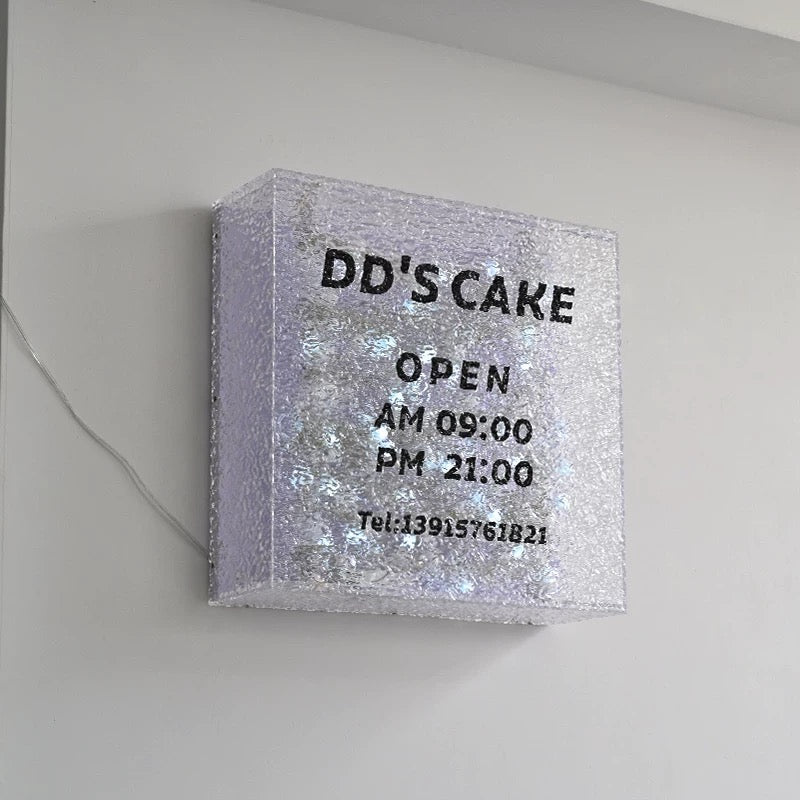 DD'S CAKE
OPEN
AM 09:00
PM 21:00
Tel:13915761821